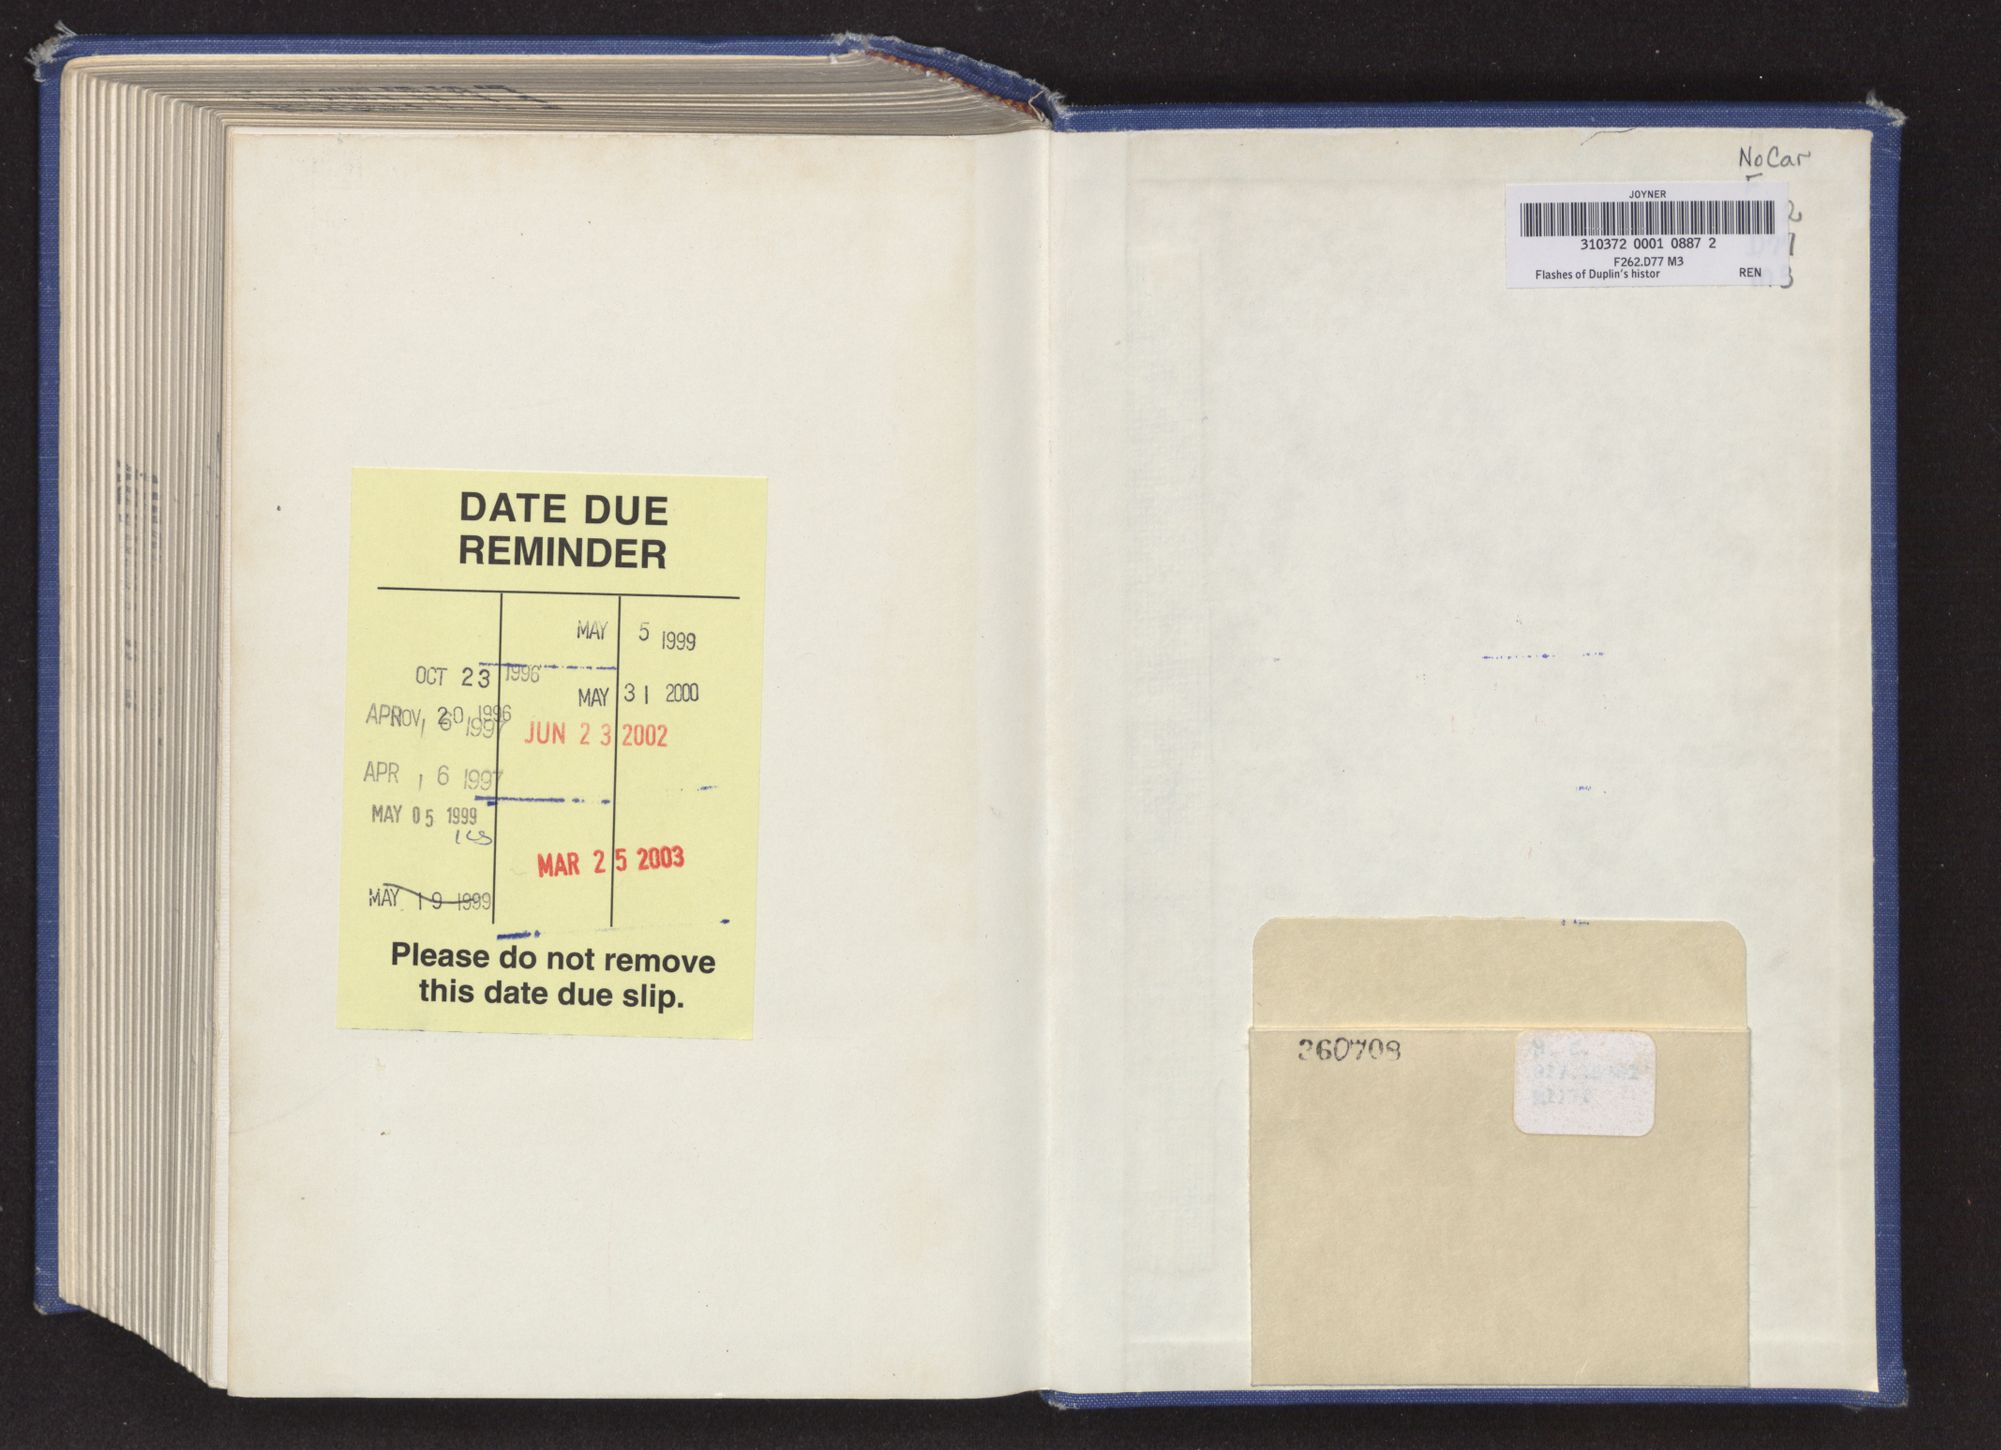 DATE DUE
REMINDER
MAY 5 1999
OCT 23 1996
MAY 31 2000
NOV 20 1996
APR 16 1997
JUN 23 2002
APR 16 1997
MAY 05 1999
MAR 25 2003
MAY 19 1999
Please do not remove
this date due slip.
NoCar
JOYNER
310372 0001 0887 2
F262.D77 M3
Flashes of Duplin's histor REN
360708